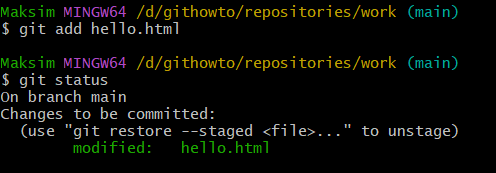 Maksim MINGW64 /d/githowto/repositories/work (main)
$ git add hello.html
Maksim MINGW64 /d/githowto/repositories/work (main)
$ git status
On branch main
Changes to be committed:
  (use "git restore --staged <file>..." to unstage)
        modified:   hello.html